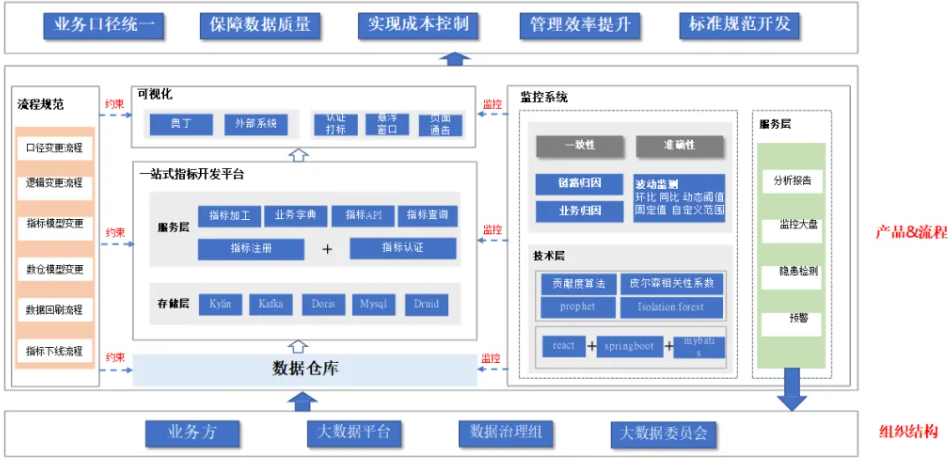 业务口径统一
保障数据质量
实现成本控制
管理效率提升
标准规范开发
流程规范
口径变更流程
逻辑变更流程
指标模型变更
数仓模型变更
数据回刷流程
指标下线流程
约束
约束
约束
可视化
奥丁
外部系统
认证
打标
悬浮
窗口
页面
通告
一站式指标开发平台
服务层
指标加工
业务字典
指标API
指标查询
指标注册
+
指标认证
存储层
Kylin
Kafka
Doris
Mysql
Druid
数据仓库
监控
监控
监控
监控系统
一致性
准确性
链路归因
业务归因
波动监测
环比 同比 动态阈值
固定值 自定义范围
技术层
贡献度算法
皮尔森相关性系数
prophet
Isolation forest
react
+
springboot
+
mybati
s
服务层
分析报告
监控大盘
隐患检测
预警
产品&流程
业务方
大数据平台
数据治理组
大数据委员会
组织结构